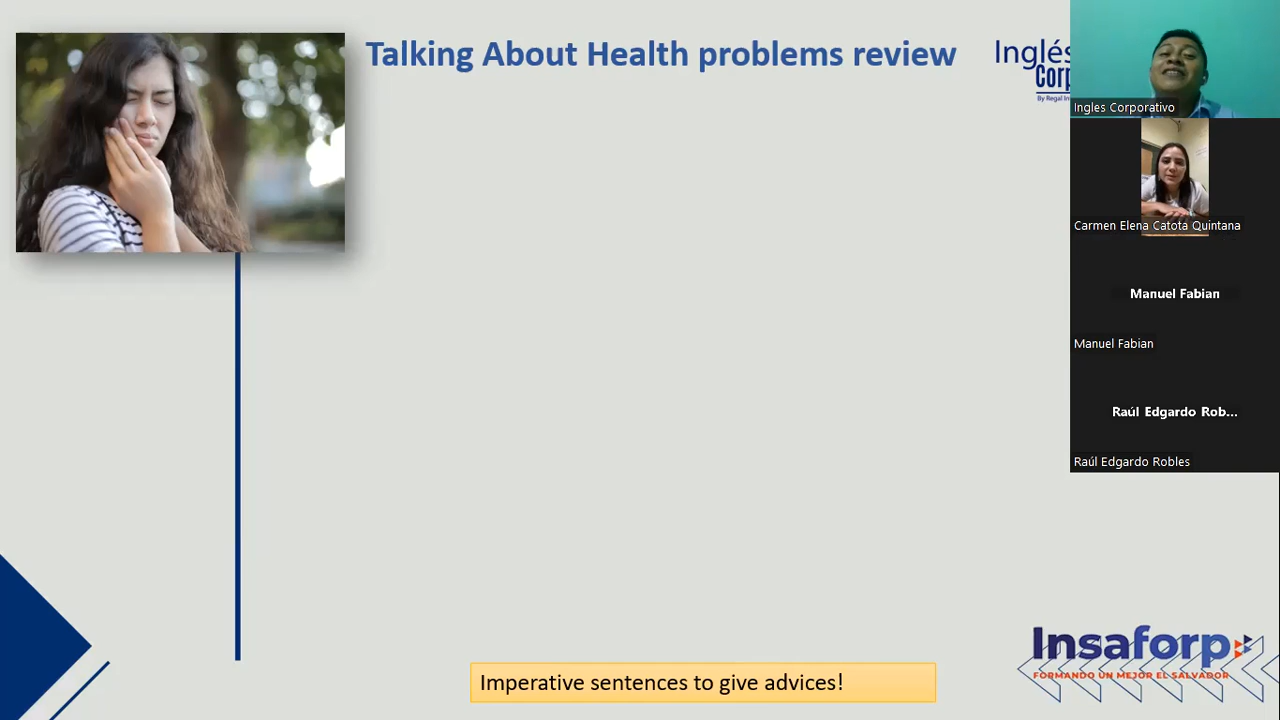 Talking About Health problems review
Inglés
Corp
By Regal In
Ingles Corporativo
Carmen Elena Catota Quintana
Manuel Fabian
Manuel Fabian
Raúl Edgardo Rob...
Raúl Edgardo Robles
Imperative sentences to give advices!
Insaforp
FORMANDO UN MEJOR EL SALVADOR